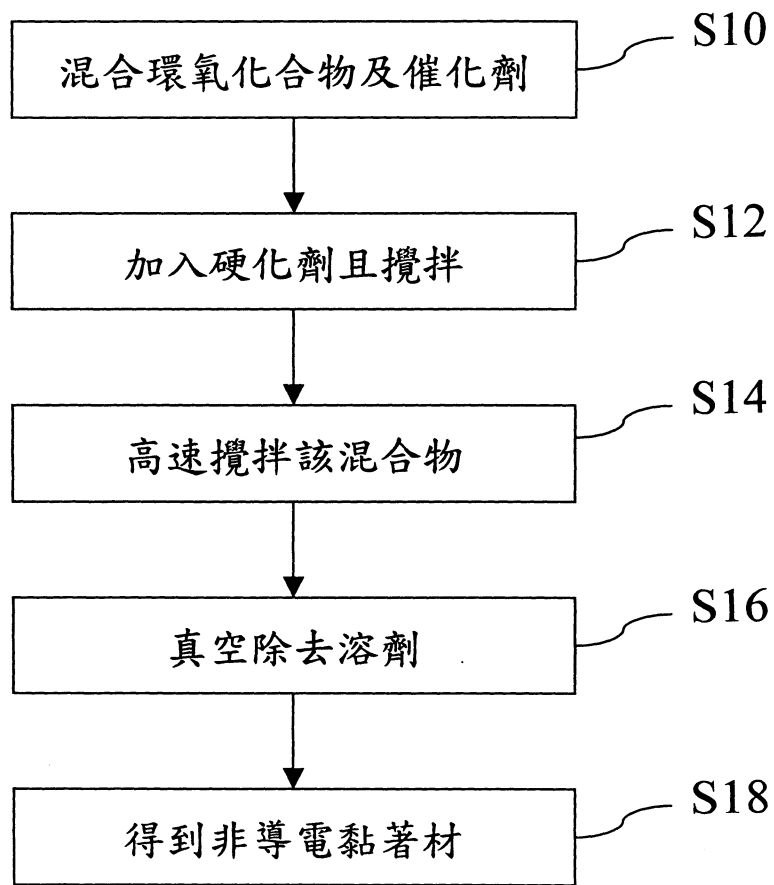 S10
混合環氧化合物及催化劑
S12
加入硬化劑且攪拌
S14
高速攪拌該混合物
S16
真空除去溶劑
S18
得到非導電黏著材